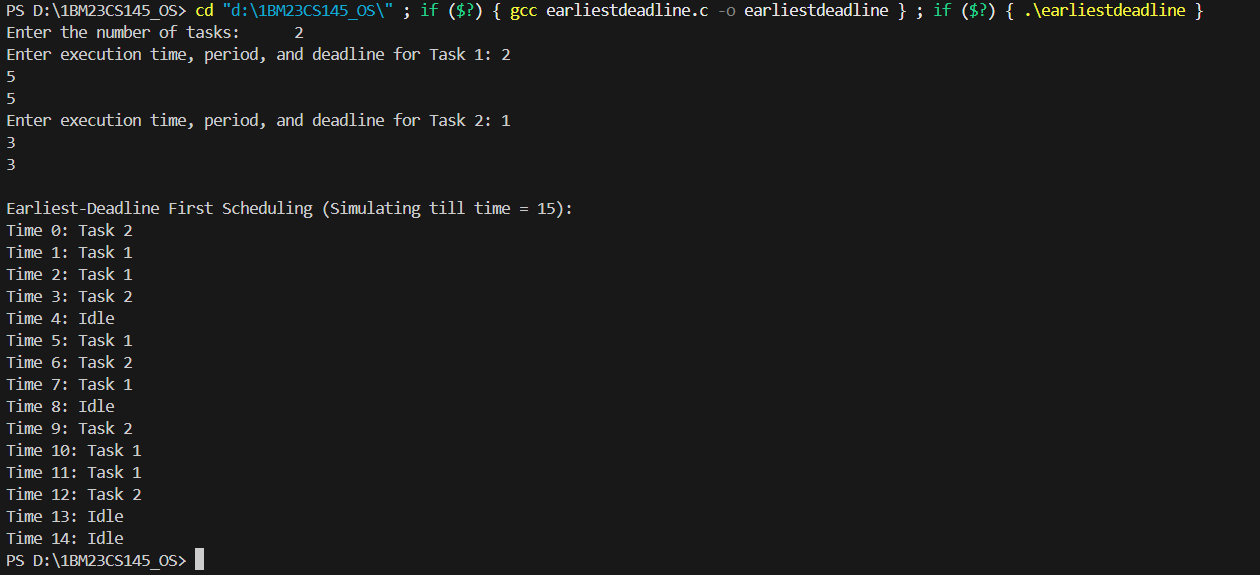 PS D:\1BM23CS145_OS> cd "d:\1BM23CS145_OS\" ; if ($?) { gcc earliestdeadline.c -o earliestdeadline } ; if ($?) { .\earliestdeadline }
Enter the number of tasks:      2
Enter execution time, period, and deadline for Task 1: 2
5
5
Enter execution time, period, and deadline for Task 2: 1
3
3

Earliest-Deadline First Scheduling (Simulating till time = 15):
Time 0: Task 2
Time 1: Task 1
Time 2: Task 1
Time 3: Task 2
Time 4: Idle
Time 5: Task 1
Time 6: Task 2
Time 7: Task 1
Time 8: Idle
Time 9: Task 2
Time 10: Task 1
Time 11: Task 1
Time 12: Task 2
Time 13: Idle
Time 14: Idle
PS D:\1BM23CS145_OS>